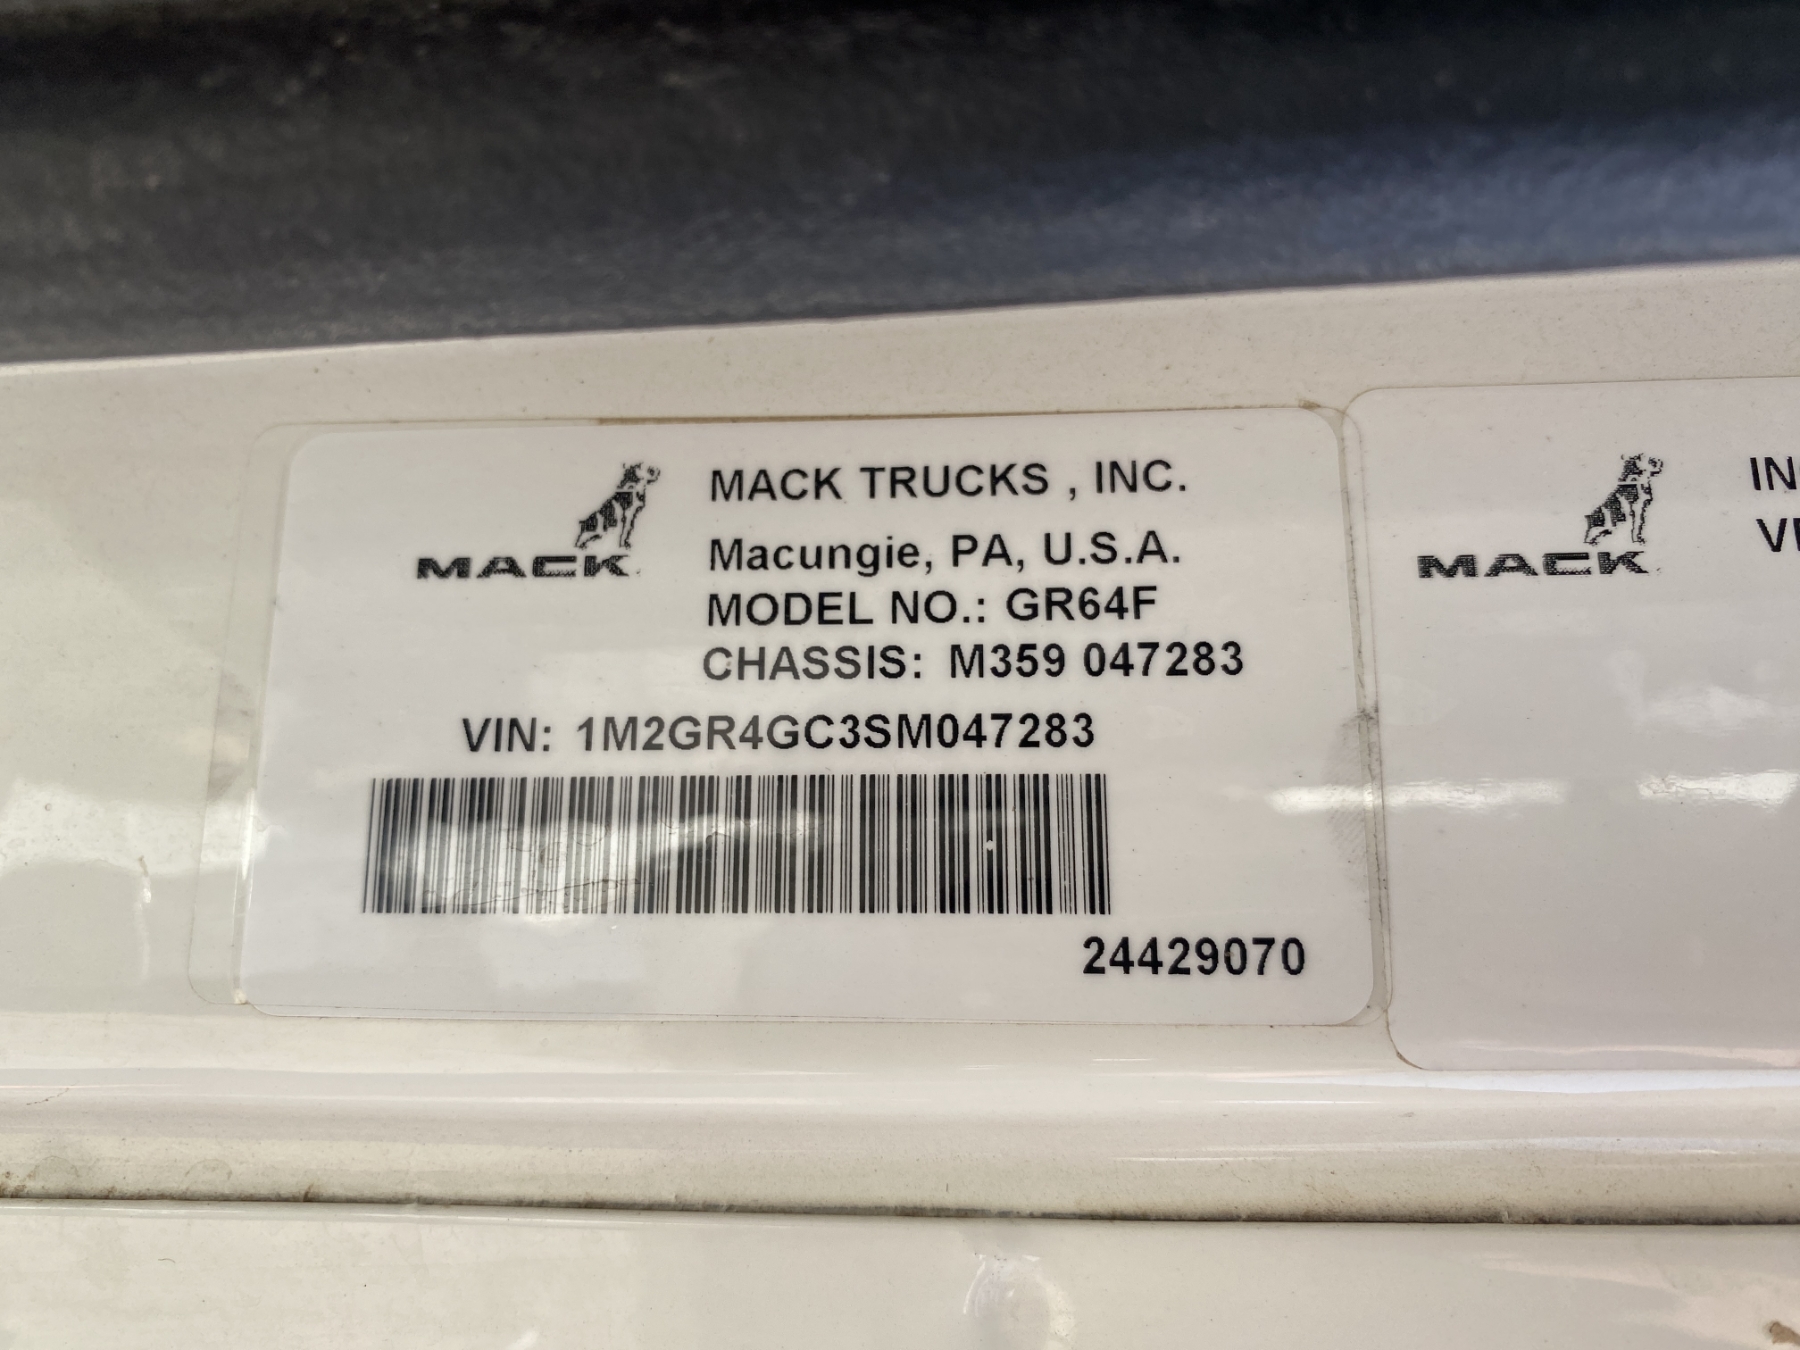 MACK
MACK TRUCKS , INC.
Macungie, PA, U.S.A.
MODEL NO.: GR64F
CHASSIS: M359 047283
VIN: 1M2GR4GC3SM047283
24429070
MACK